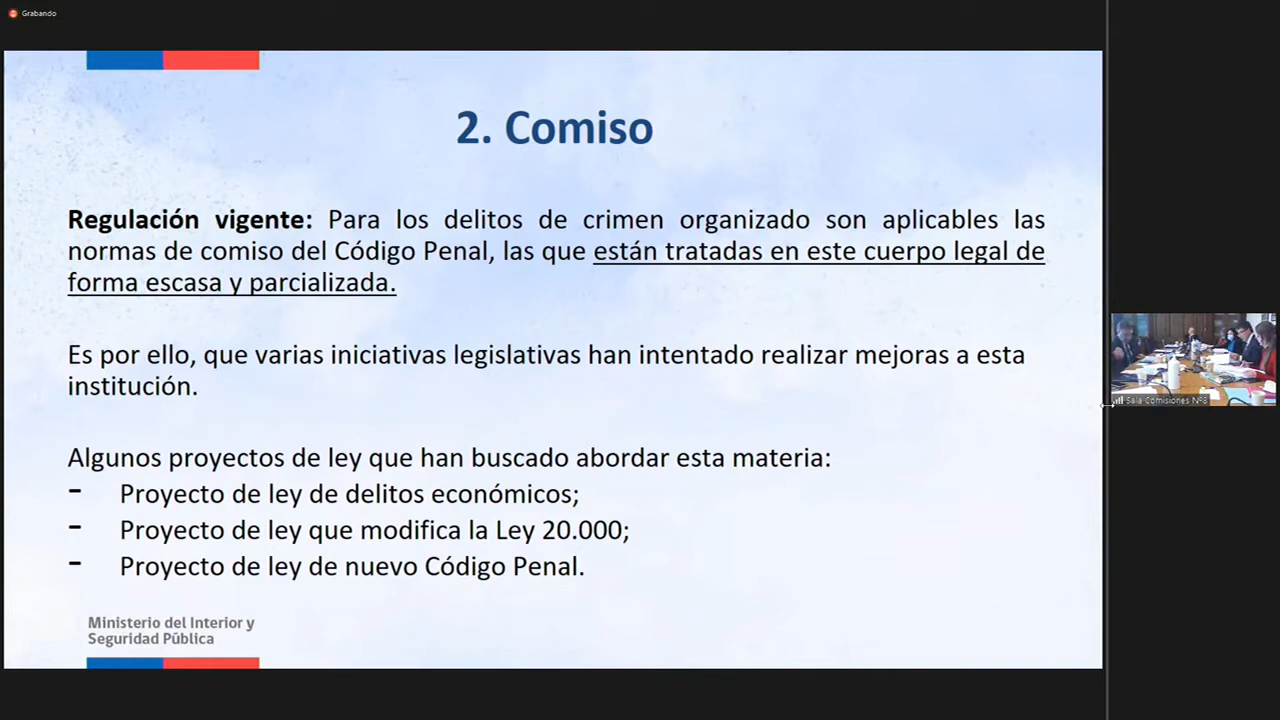 Grabando
2. Comiso
Regulación vigente: Para los delitos de crimen organizado son aplicables las
normas de comiso del Código Penal, las que están tratadas en este cuerpo legal de
forma escasa y parcializada.
Es por ello, que varias iniciativas legislativas han intentado realizar mejoras a esta
institución.
Algunos proyectos de ley que han buscado abordar esta materia:
- Proyecto de ley de delitos económicos;
- Proyecto de ley que modifica la Ley 20.000;
- Proyecto de ley de nuevo Código Penal.
Ministerio del Interior y
Seguridad Pública
Sala Comisiones Nº8